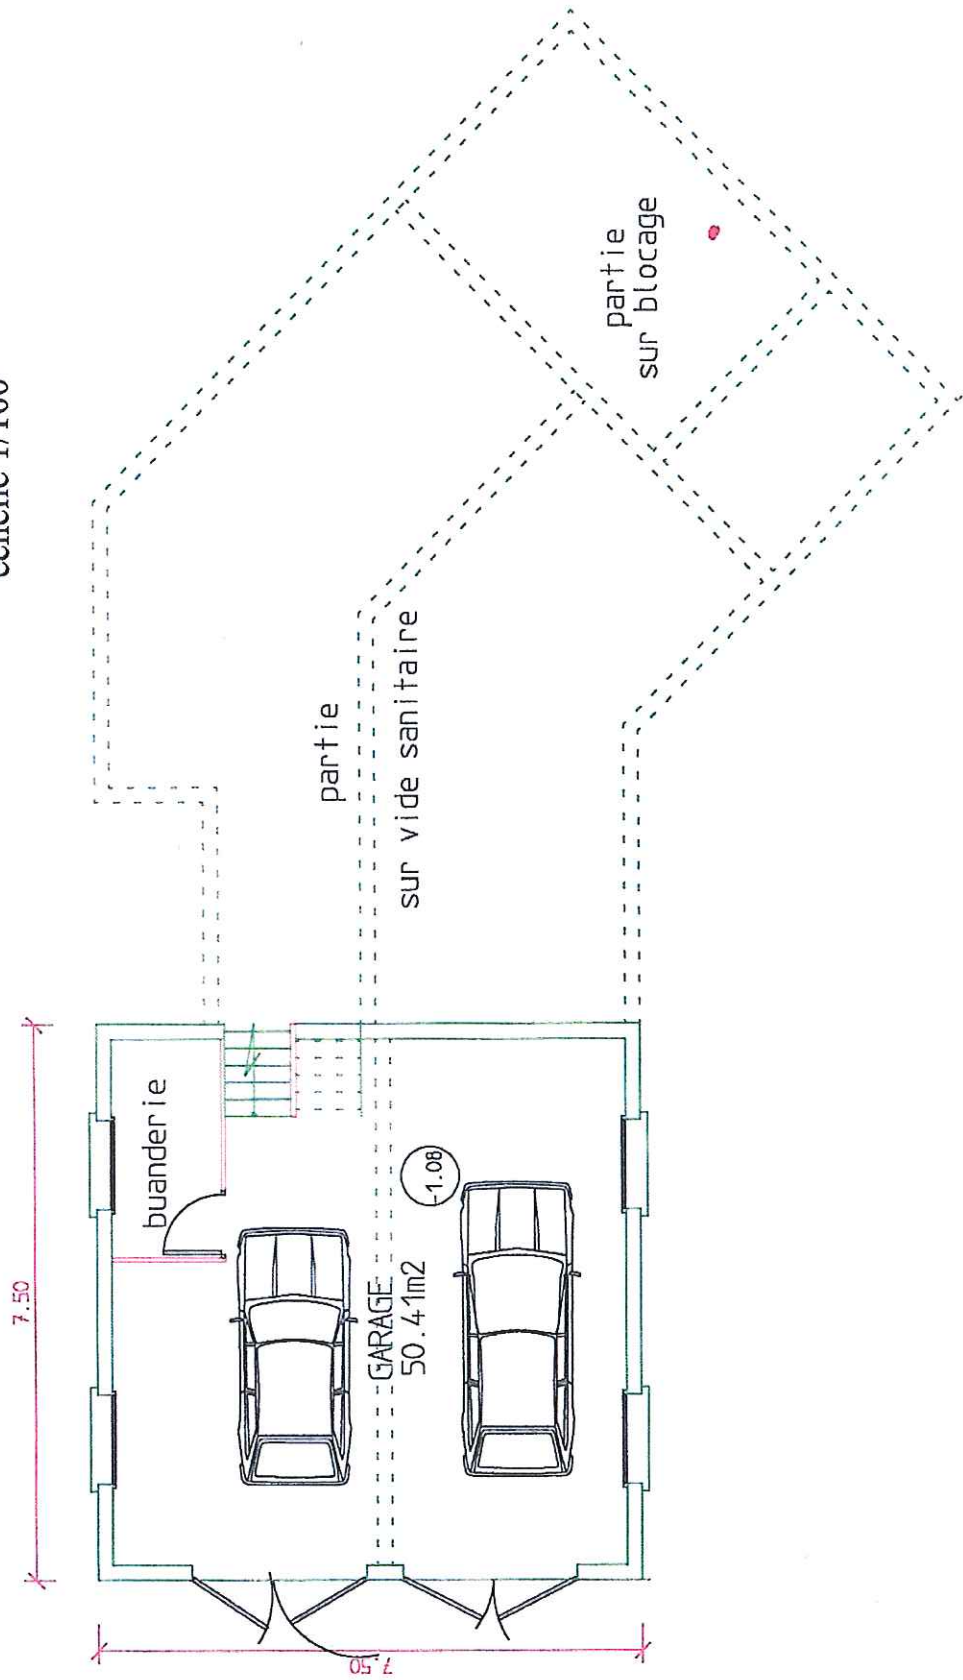 échelle 1/100
7.50
buanderie
GARAGE
50.41m2
-1.08
7.50
partie
sur vide sanitaire
partie
sur blocage